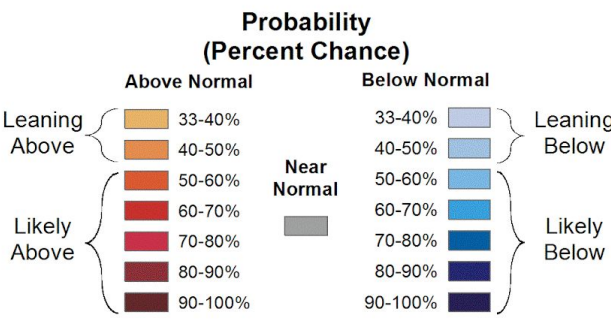 Probability
(Percent Chance)
Above Normal
Below Normal
Leaning
Above
33-40%
40-50%
Likely
Above
50-60%
60-70%
70-80%
80-90%
90-100%
Near
Normal
33-40%
40-50%
Leaning
Below
50-60%
60-70%
70-80%
80-90%
90-100%
Likely
Below